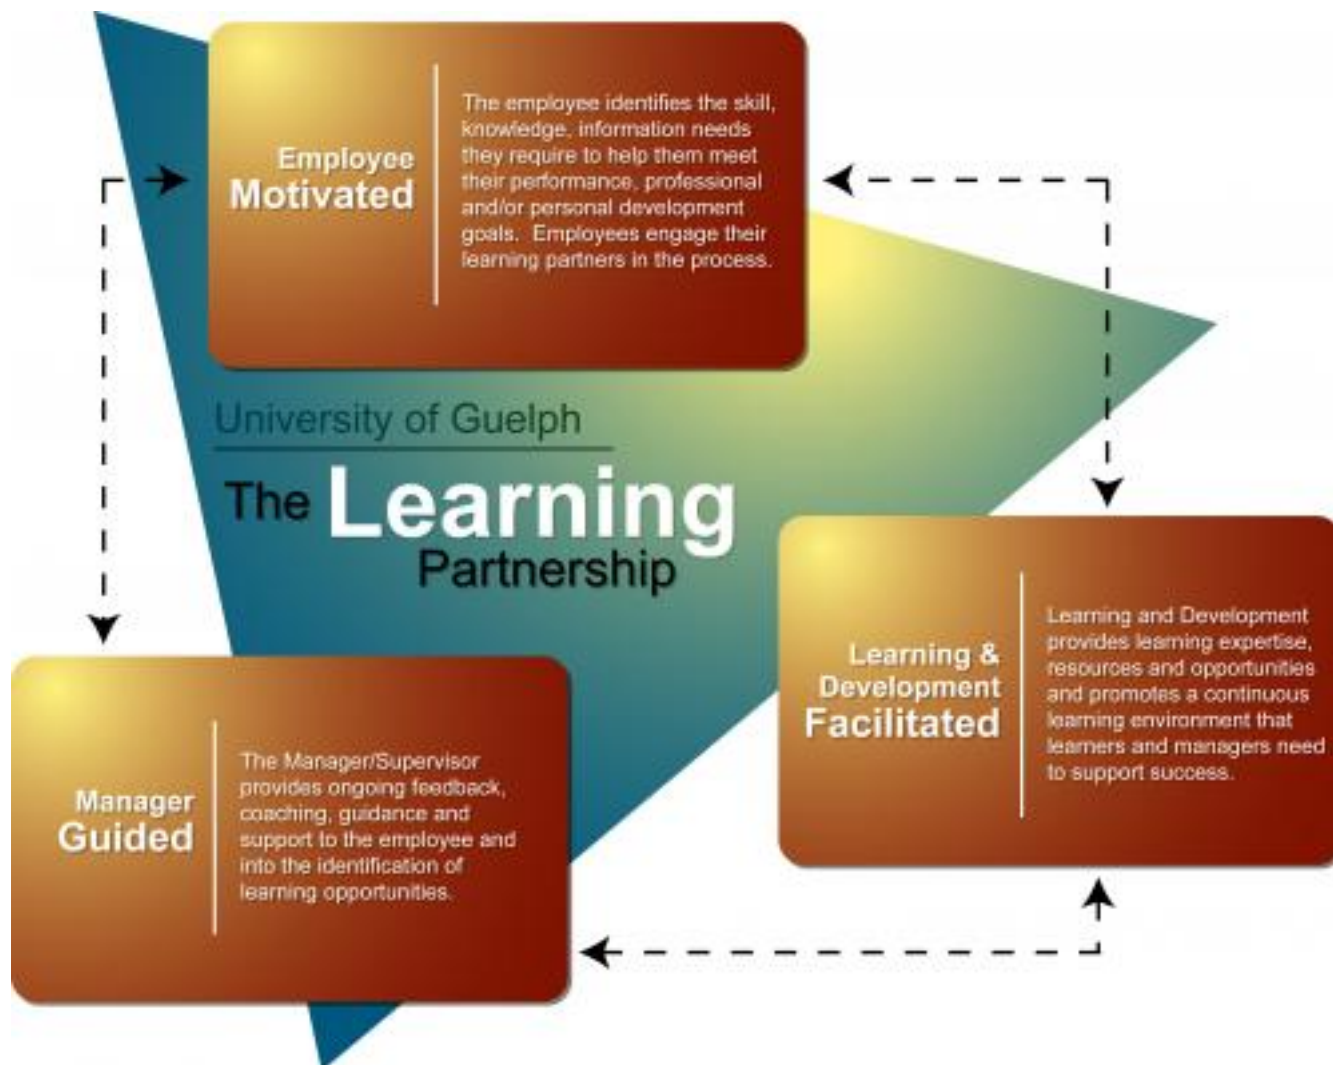 Employee
Motivated
The employee identifies the skill,
knowledge, information needs
they require to help them meet
their performance, professional
and/or personal development
goals.  Employees engage their
learning partners in the process.
University of Guelph
The Learning
Partnership
Learning &
Development
Facilitated
Learning and Development
provides learning expertise,
resources and opportunities
and promotes a continuous
learning environment that
learners and managers need
to support success.
Manager
Guided
The Manager/Supervisor
provides ongoing feedback,
coaching, guidance and
support to the employee and
into the identification of
learning opportunities.